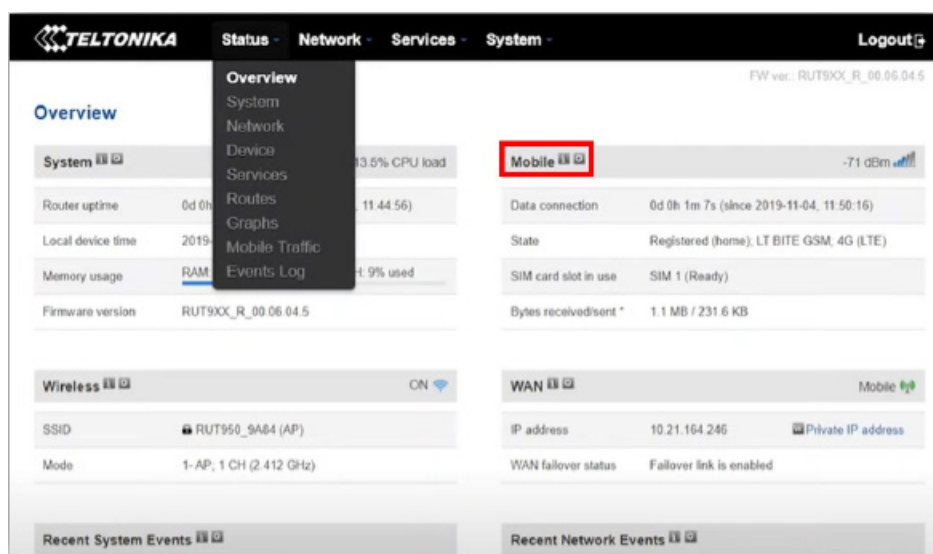 TELTONIKA Status Network Services System Logout
Overview
System
Network
Device
Services
Routes
Graphs
Mobile Traffic
Events Log
FW ver.: RUT9XX_R_00.06.04.5
Overview
System 13.5% CPU load
Router uptime 0d 0h , 11:44:56)
Local device time 2019-
Memory usage RAM: 9% used
Firmware version RUT9XX_R_00.06.04.5
Mobile -71 dBm
Data connection 0d 0h 1m 7s (since 2019-11-04, 11:50:16)
State Registered (home); LT BITE GSM; 4G (LTE)
SIM card slot in use SIM 1 (Ready)
Bytes received/sent * 1.1 MB / 231.6 KB
Wireless ON
SSID RUT950_9A84 (AP)
Mode 1- AP; 1 CH (2.412 GHz)
WAN Mobile
IP address 10.21.164.246 Private IP address
WAN failover status Failover link is enabled
Recent System Events
Recent Network Events